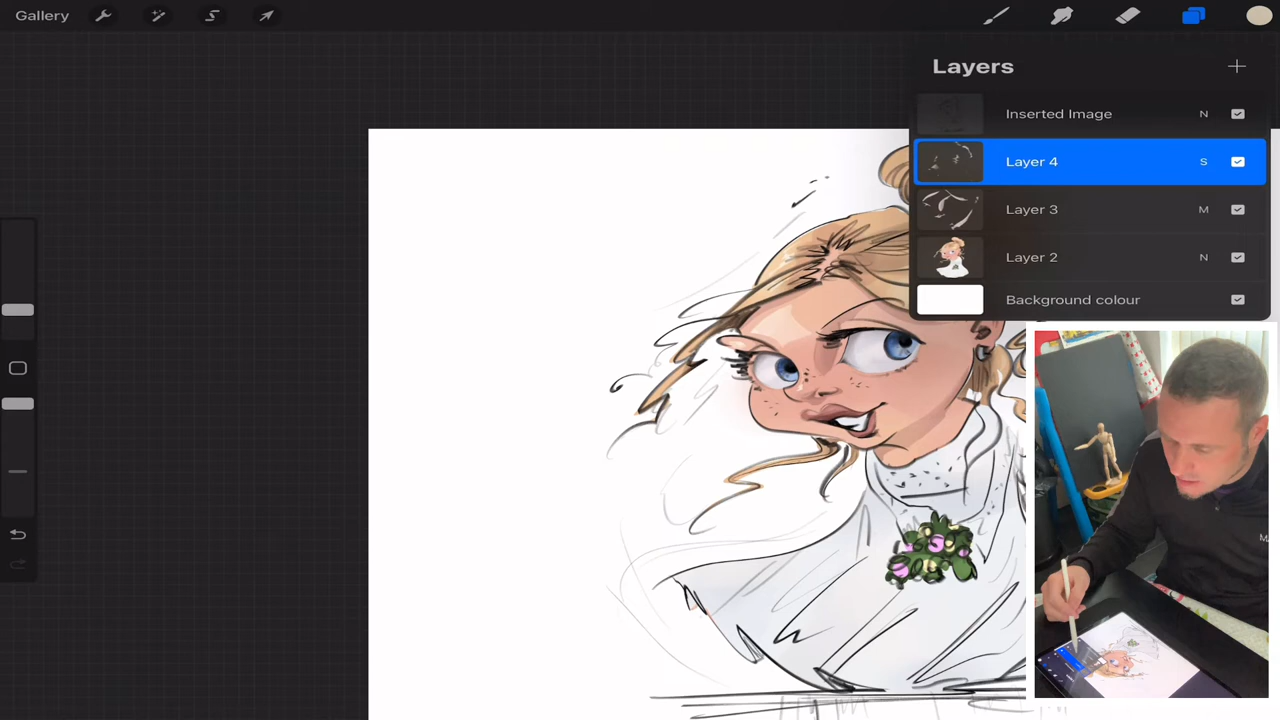 Gallery
Layers
Inserted Image N
Layer 4 S
Layer 3 M
Layer 2 N
Background colour
M